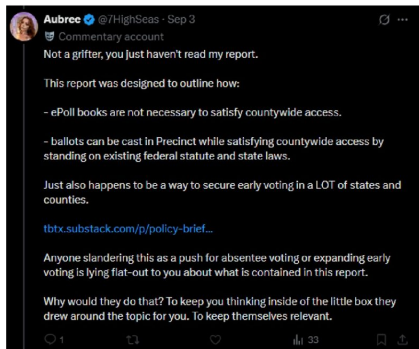 Aubree @7HighSeas · Sep 3
Commentary account
Not a grifter, you just haven't read my report.
This report was designed to outline how:
- ePoll books are not necessary to satisfy countywide access.
- ballots can be cast in Precinct while satisfying countywide access by
standing on existing federal statute and state laws.
Just also happens to be a way to secure early voting in a LOT of states and
counties.
tbtx.substack.com/p/policy-brief...
Anyone slandering this as a push for absentee voting or expanding early
voting is lying flat-out to you about what is contained in this report.
Why would they do that? To keep you thinking inside of the little box they
drew around the topic for you. To keep themselves relevant.
1 33